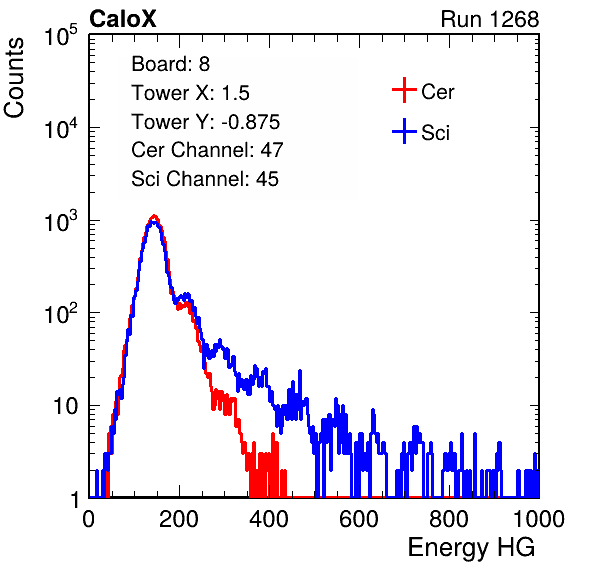 CaloX Run 1268
Counts
10^5
10^4
10^3
10^2
10
1
Board: 8
Tower X: 1.5
Tower Y: -0.875
Cer Channel: 47
Sci Channel: 45
Cer
Sci
0 200 400 600 800 1000
Energy HG